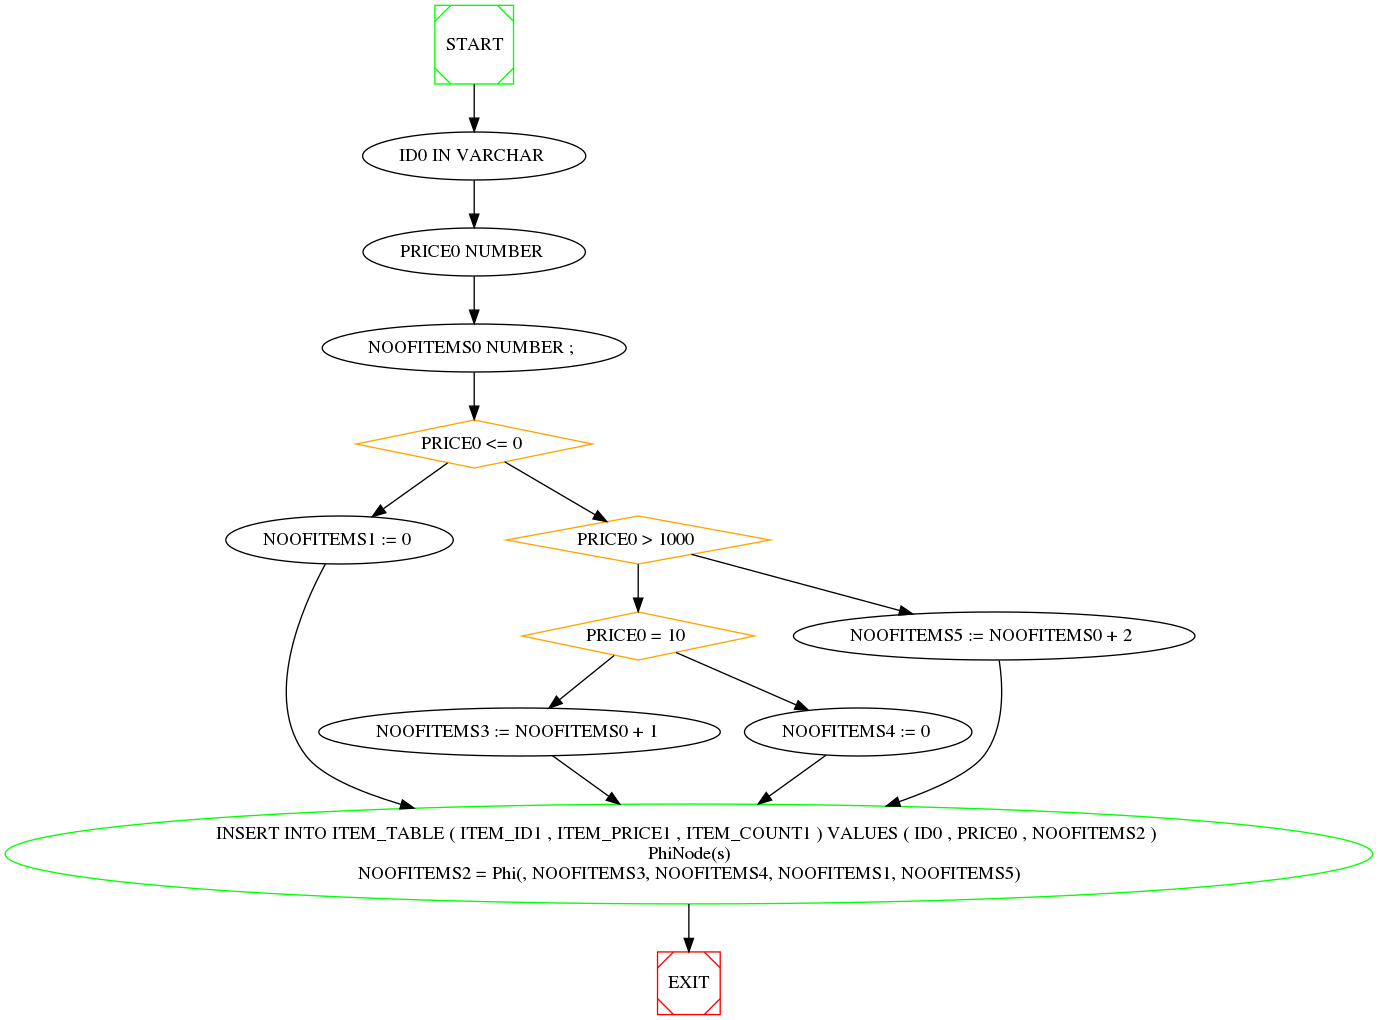 START
ID0 IN VARCHAR
PRICE0 NUMBER
NOOFITEMS0 NUMBER ;
PRICE0 <= 0
NOOFITEMS1 := 0
PRICE0 > 1000
PRICE0 = 10
NOOFITEMS5 := NOOFITEMS0 + 2
NOOFITEMS3 := NOOFITEMS0 + 1
NOOFITEMS4 := 0
INSERT INTO ITEM_TABLE ( ITEM_ID1 , ITEM_PRICE1 , ITEM_COUNT1 ) VALUES ( ID0 , PRICE0 , NOOFITEMS2 )
PhiNode(s)
NOOFITEMS2 = Phi(, NOOFITEMS3, NOOFITEMS4, NOOFITEMS1, NOOFITEMS5)
EXIT